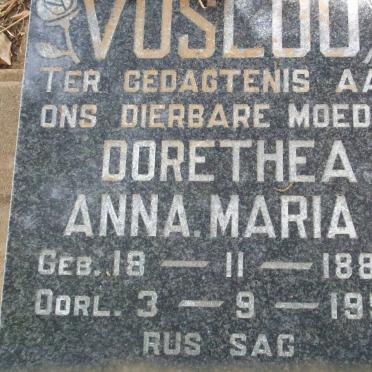 VOSLOO
TER GEDAGTENIS AA
ONS DIERBARE MOED
DORETHEA
ANNA. MARIA
GEB. 18 — 11 — 188
OORL. 3 — 9 — 195
RUS SAG